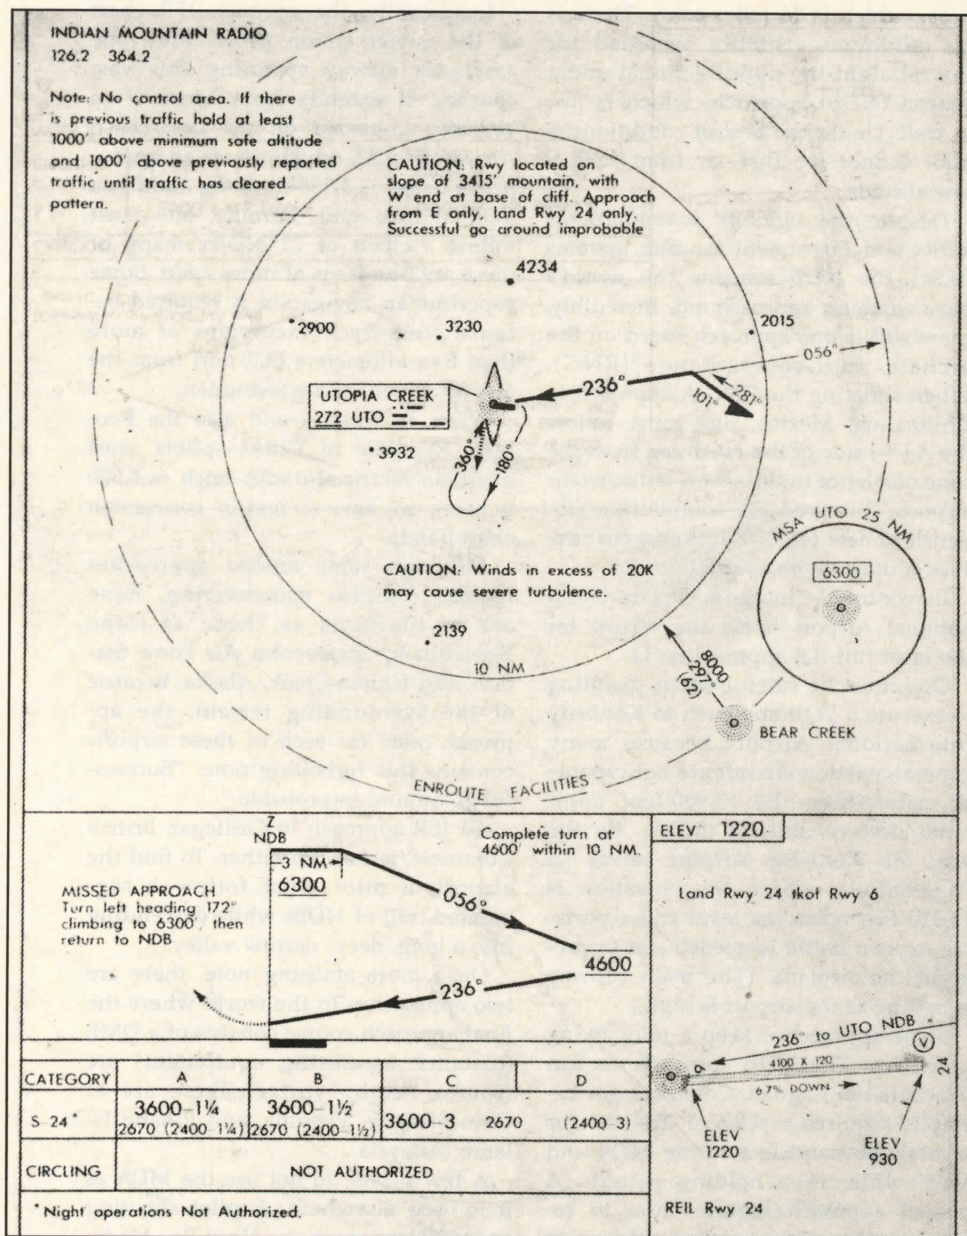 INDIAN MOUNTAIN RADIO
126.2 364.2
Note: No control area. If there
is previous traffic hold at least
1000' above minimum safe altitude
and 1000' above previously reported
traffic until traffic has cleared
pattern.
CAUTION: Rwy located on
slope of 3415' mountain, with
W end at base of cliff. Approach
from E only. land Rwy 24 only.
Successful go around improbable
4234
2900
3230
2015
056°
236°
281°
101°
UTOPIA CREEK
272 UTO
3932
360°
180°
MSA UTO 25 NM
6300
CAUTION: Winds in excess of 20K
may cause severe turbulence.
2139
10 NM
8000
297°
(62)
BEAR CREEK
ENROUTE FACILITIES
Z
NDB
3 NM
6300
Complete turn at
4600' within 10 NM.
MISSED APPROACH
Turn left heading 172°
climbing to 6300', then
return to NDB
056°
4600
236°
ELEV 1220
Land Rwy 24 Ikot Rwy 6
236° to UTO NDB
V
4100 X 120
6.7% DOWN
24
ELEV
1220
ELEV
930
REIL Rwy 24
CATEGORY A B C D
S-24* 3600-1¼ 2670 (2400-1¼) 3600-1½ 2670 (2400-1½) 3600-3 2670 (2400-3)
CIRCLING NOT AUTHORIZED
* Night operations Not Authorized.